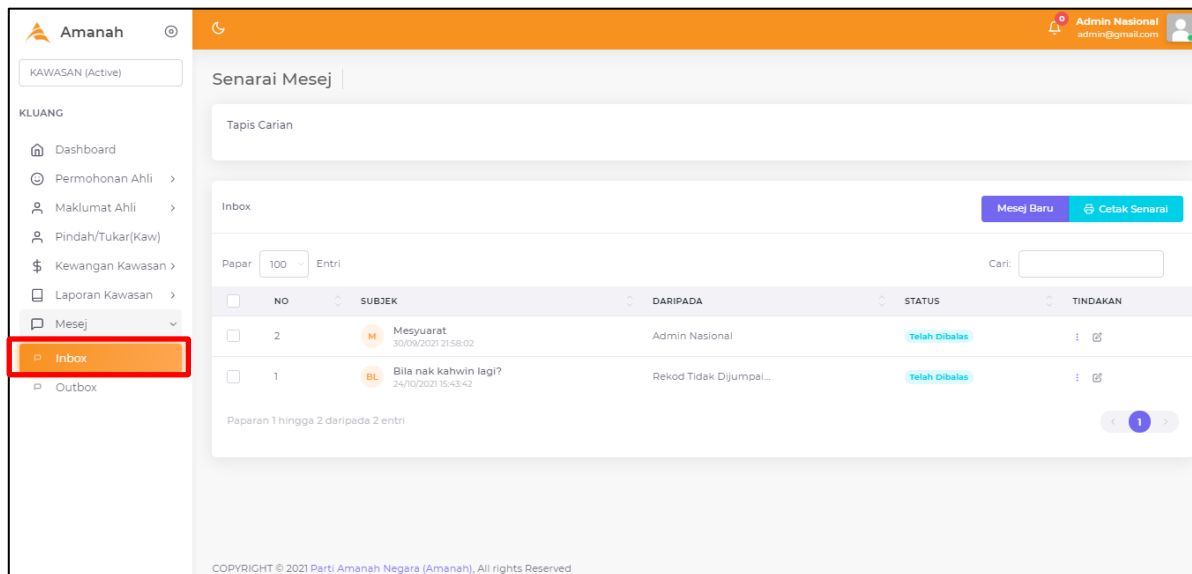 Amanah
0
Admin Nasional
admin@gmail.com
KAWASAN (Active)
KLUANG
Dashboard
Permohonan Ahli
Maklumat Ahli
Pindah/Tukar(Kaw)
Kewangan Kawasan
Laporan Kawasan
Mesej
Inbox
Outbox
Senarai Mesej
Tapis Carian
Inbox
Mesej Baru
Cetak Senarai
Papar 100 Entri
Cari:
NO SUBJEK DARIPADA STATUS TINDAKAN
2 M Mesyuarat Admin Nasional Telah Dibalas
30/09/2021 21:58:02
1 BL Bila nak kahwin lagi? Rekod Tidak Dijumpai... Telah Dibalas
24/10/2021 15:43:42
Paparan 1 hingga 2 daripada 2 entri
1
COPYRIGHT © 2021 Parti Amanah Negara (Amanah), All rights Reserved